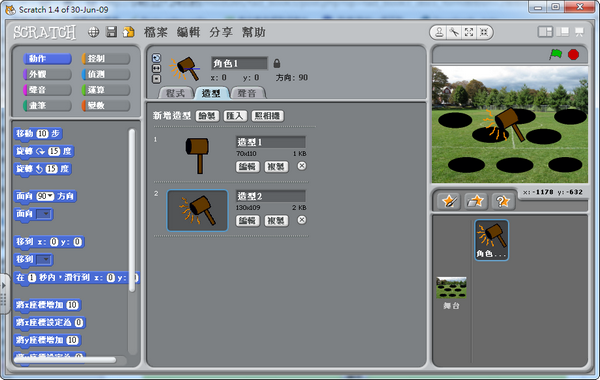 Scratch 1.4 of 30-Jun-09
SCRATCH 檔案 編輯 分享 幫助
動作 控制
外觀 偵測
聲音 運算
畫筆 變數
移動 10 步
旋轉 15 度
旋轉 15 度
面向 90 方向
面向
移到 x: 0 y: 0
移到
在 1 秒內,滑行到 x: 0 y:
將x座標增加 10
將x座標設定為 0
將y座標增加 10
角色1
x: 0 y: 0 方向: 90
程式 造型 聲音
新增造型 繪製 匯入 照相機
1 造型1
70x110 1 KB
編輯 複製
2 造型2
130x109 2 KB
編輯 複製
x: -1178 y: -632
角色...
舞台